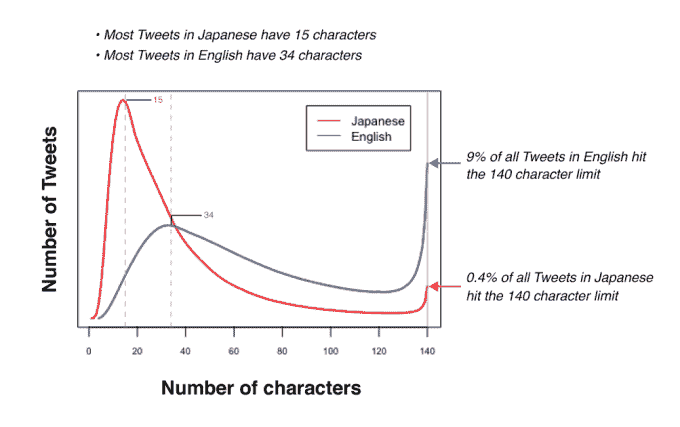 • Most Tweets in Japanese have 15 characters
• Most Tweets in English have 34 characters
15
Japanese
English
34
Number of Tweets
9% of all Tweets in English hit
the 140 character limit
0.4% of all Tweets in Japanese
hit the 140 character limit
0 20 40 60 80 100 120 140
Number of characters